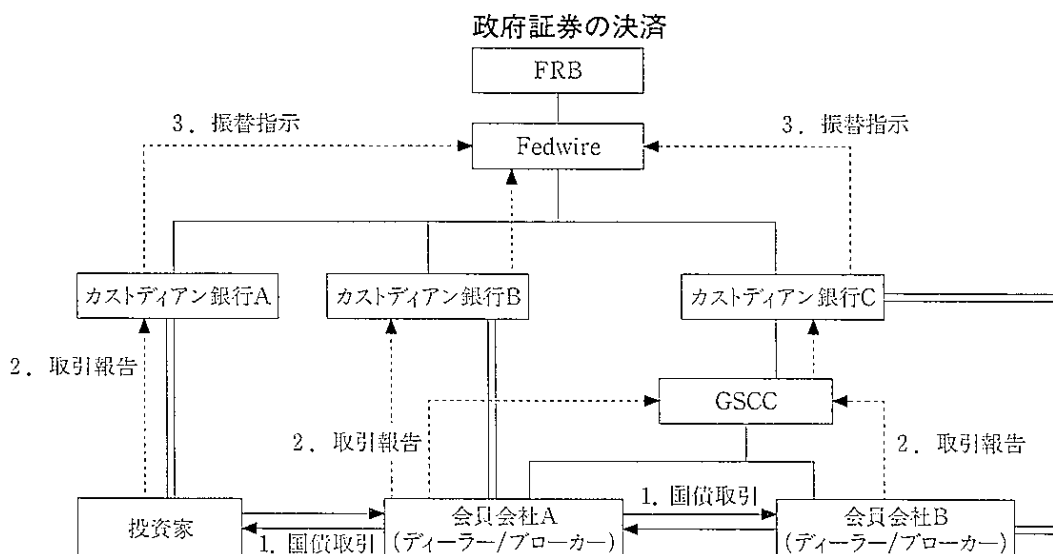 政府証券の決済
FRB
3. 振替指示
3. 振替指示
Fedwire
カストディアン銀行A
カストディアン銀行B
カストディアン銀行C
2. 取引報告
GSCC
2. 取引報告
2. 取引報告
投資家
1. 国債取引
会員会社A
(ディーラー/ブローカー)
1. 国債取引
会員会社B
(ディーラー/ブローカー)